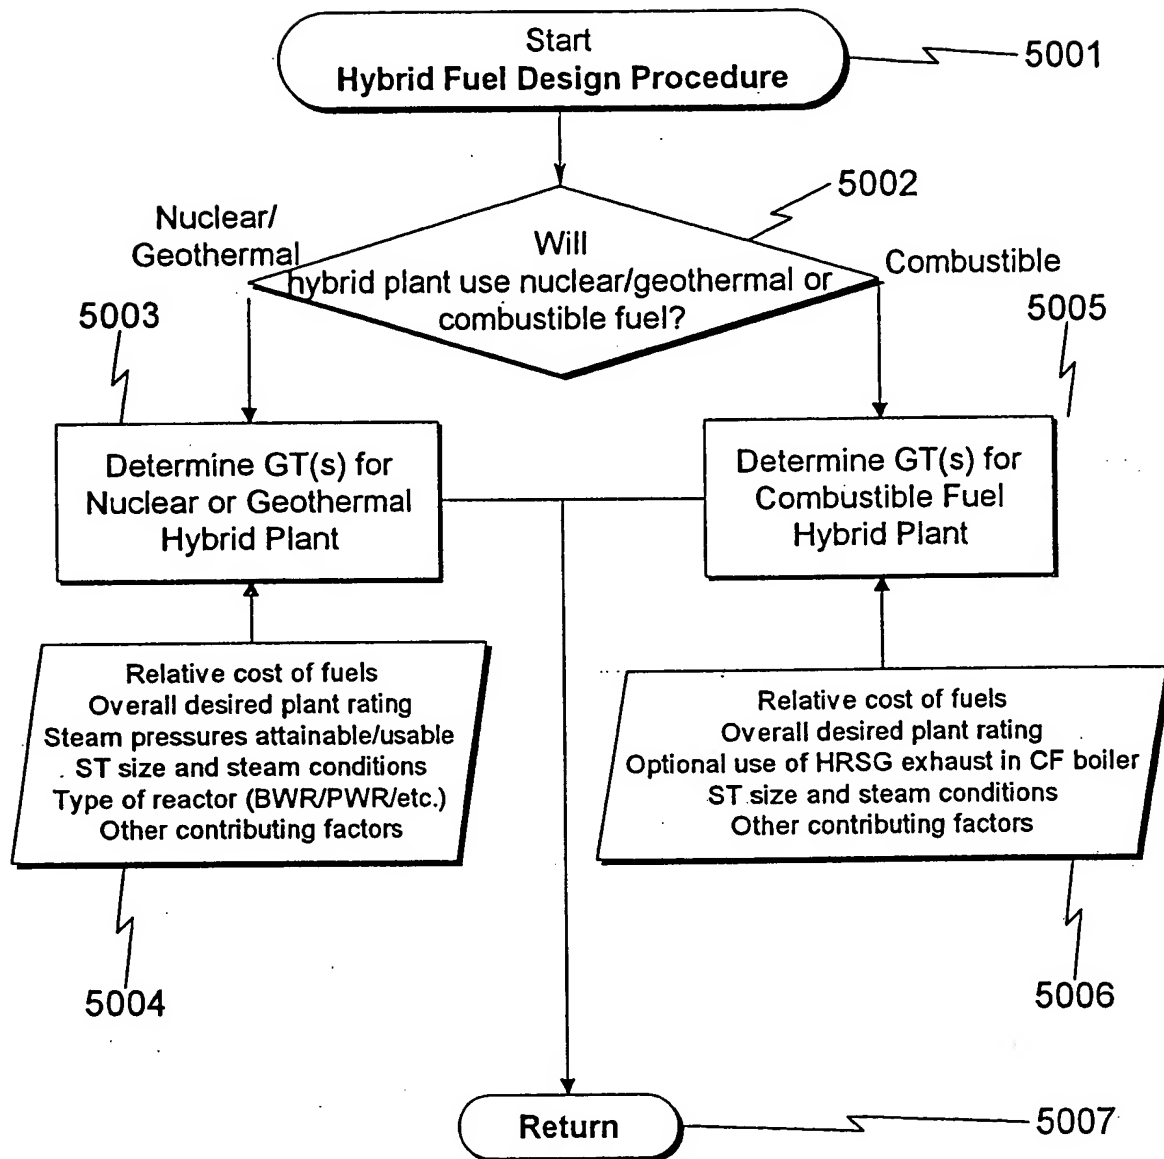 Start
Hybrid Fuel Design Procedure
5001
5002
Nuclear/
Geothermal
Will
hybrid plant use nuclear/geothermal or
combustible fuel?
Combustible
5003
5005
Determine GT(s) for
Nuclear or Geothermal
Hybrid Plant
Determine GT(s) for
Combustible Fuel
Hybrid Plant
Relative cost of fuels
Overall desired plant rating
Steam pressures attainable/usable
ST size and steam conditions
Type of reactor (BWR/PWR/etc.)
Other contributing factors
Relative cost of fuels
Overall desired plant rating
Optional use of HRSG exhaust in CF boiler
ST size and steam conditions
Other contributing factors
5004
5006
Return
5007